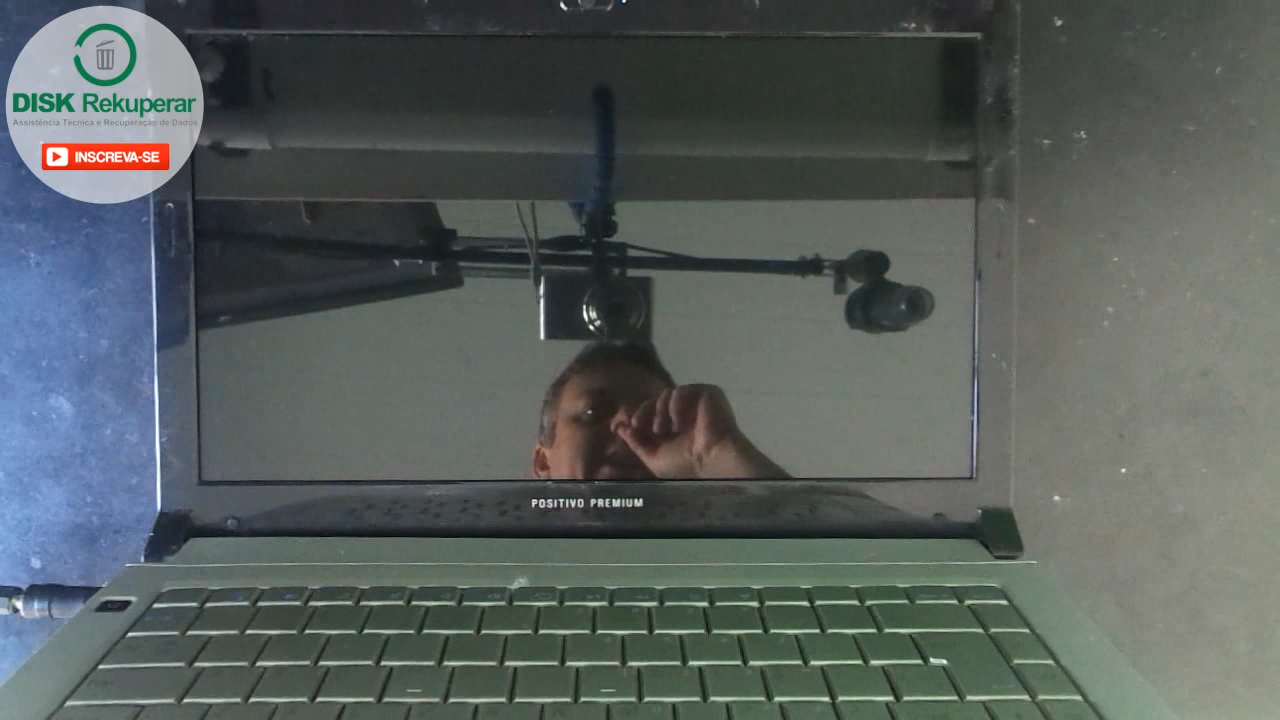 DISK Rekuperar
Assistência Técnica e Recuperação de Dados
INSCREVA-SE
POSITIVO PREMIUM